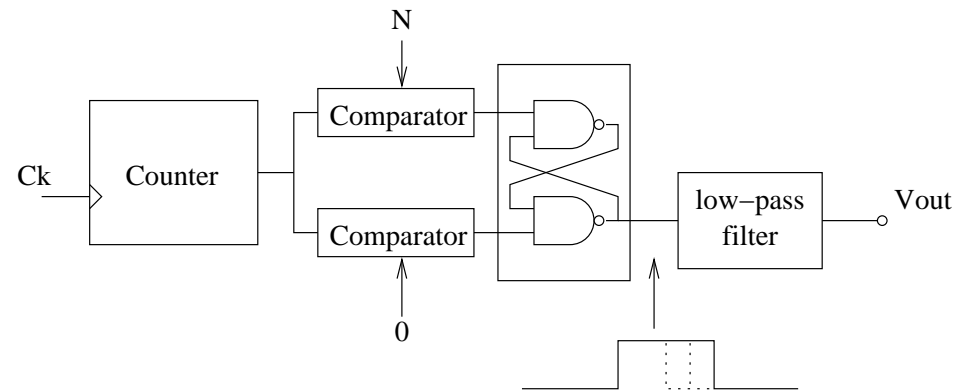 N
Comparator
Ck
Counter
Comparator
0
low−pass
filter
Vout